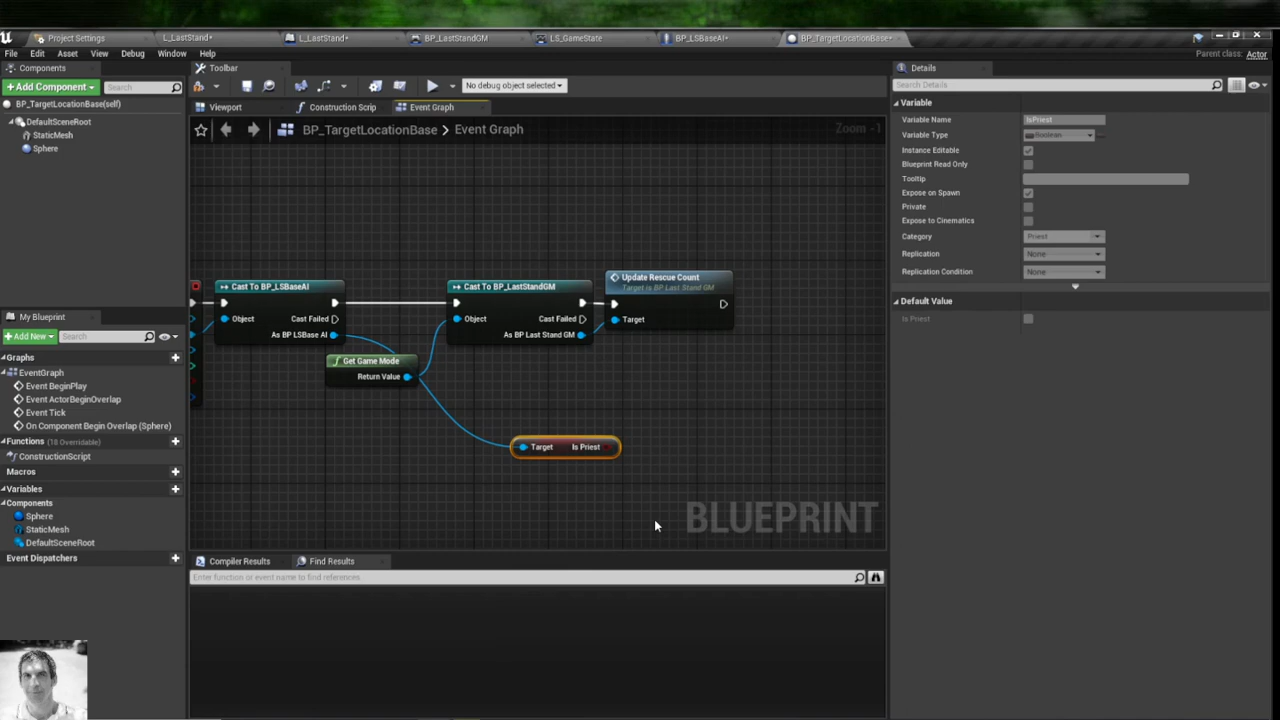 Project Settings
L_LastStand•
L_LastStand•
BP_LastStandGM
LS_GameState
BP_LSBaseAI•
BP_TargetLocationBase•
File Edit Asset View Debug Window Help
Parent class: Actor
Components
+Add Component
Search
BP_TargetLocationBase(self)
DefaultSceneRoot
StaticMesh
Sphere
My Blueprint
+Add New
Search
Graphs
EventGraph
Event BeginPlay
Event ActorBeginOverlap
Event Tick
On Component Begin Overlap (Sphere)
Functions (18 Overridable)
ConstructionScript
Macros
Variables
Components
Sphere
StaticMesh
DefaultSceneRoot
Event Dispatchers
Toolbar
No debug object selected
Viewport
Construction Scrip
Event Graph
BP_TargetLocationBase > Event Graph
Zoom -1
Cast To BP_LSBaseAI
Object
Cast Failed
As BP LSBase AI
Get Game Mode
Return Value
Cast To BP_LastStandGM
Object
Cast Failed
As BP Last Stand GM
Update Rescue Count
Target is BP Last Stand GM
Target
Target Is Priest
BLUEPRINT
Compiler Results
Find Results
Enter function or event name to find references
Details
Search Details
Variable
Variable Name IsPriest
Variable Type Boolean
Instance Editable
Blueprint Read Only
Tooltip
Expose on Spawn
Private
Expose to Cinematics
Category Priest
Replication None
Replication Condition None
Default Value
Is Priest